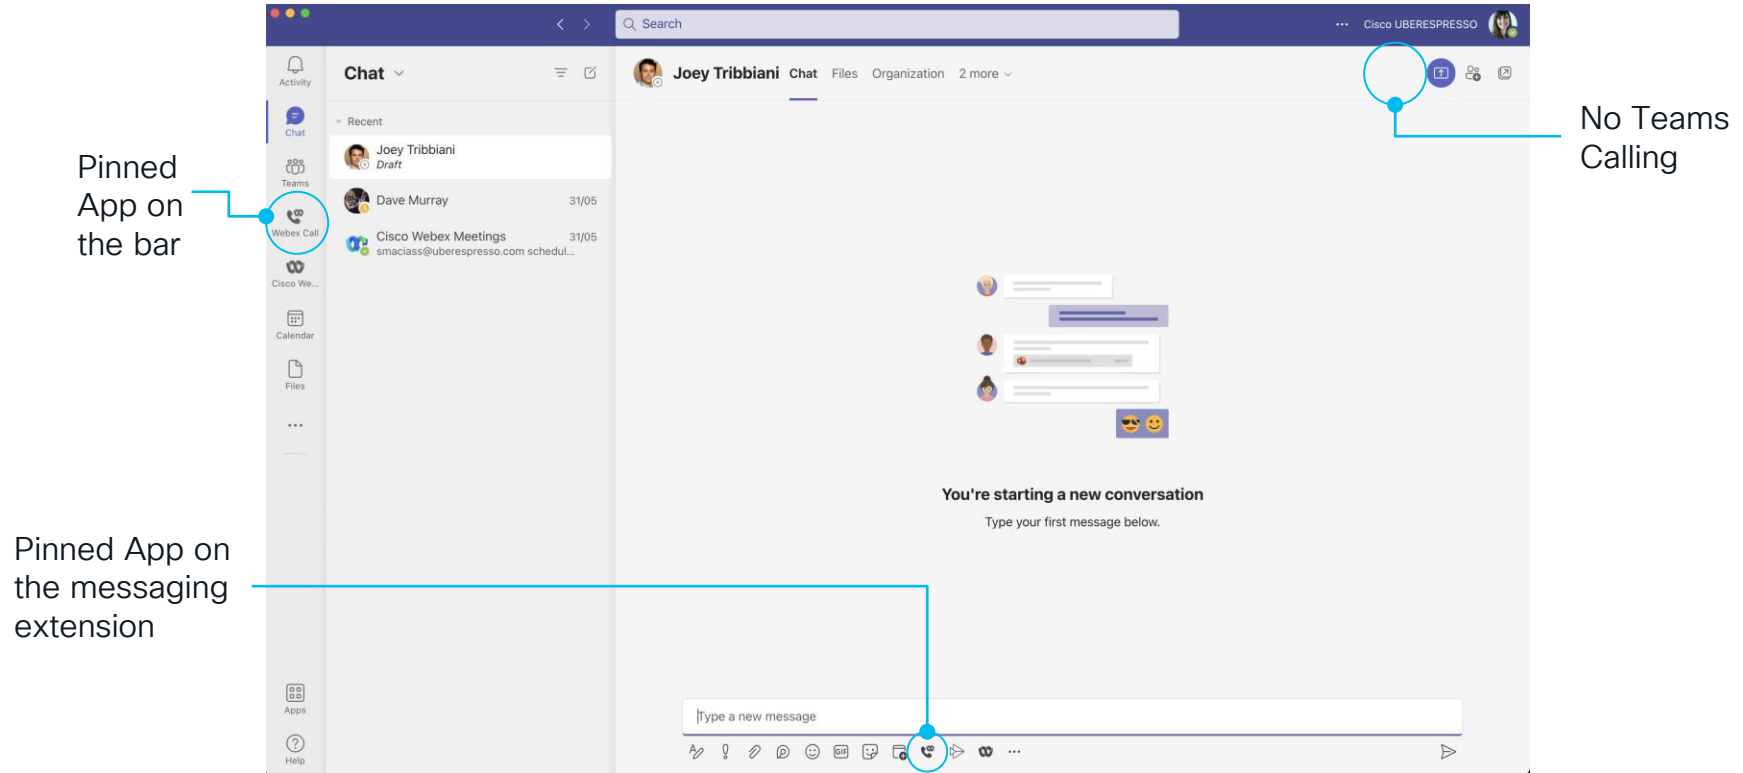 Search
Cisco UBERESPRESSO
Activity
Chat
Teams
Webex Call
Cisco We...
Calendar
Files
Apps
Help
Chat
Recent
Joey Tribbiani
Draft
Dave Murray 31/05
Cisco Webex Meetings 31/05
smaciass@uberespresso.com schedul...
Joey Tribbiani Chat Files Organization 2 more
You're starting a new conversation
Type your first message below.
Type a new message
GIF
Pinned
App on
the bar
Pinned App on
the messaging
extension
No Teams
Calling